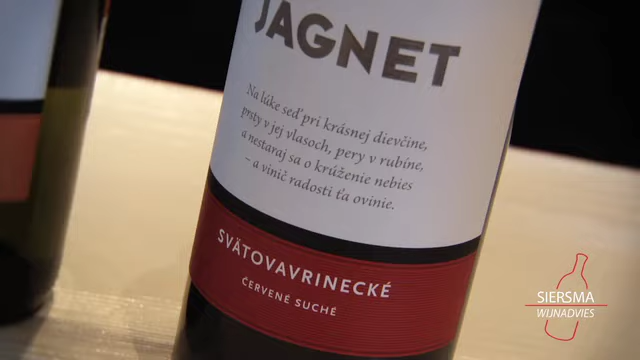 JAGNET
Na lúke seď pri krásnej dievčine,
prsty v jej vlasoch, pery v rubíne,
a nestaraj sa o krúženie nebies
– a vinič radosti ťa ovinie.
SVÄTOVAVRINECKÉ
ČERVENÉ SUCHÉ
SIERSMA
WIJNADVIES